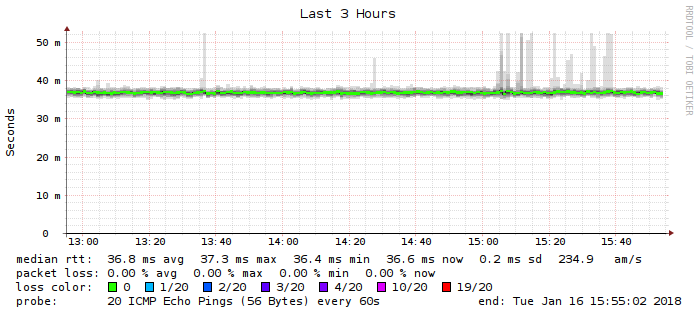 Last 3 Hours
RRDTOOL / TOBI OETIKER
Seconds
50 m
40 m
30 m
20 m
10 m
0
13:00 13:20 13:40 14:00 14:20 14:40 15:00 15:20 15:40
median rtt: 36.8 ms avg 37.3 ms max 36.4 ms min 36.6 ms now 0.2 ms sd 234.9 am/s
packet loss: 0.00 % avg 0.00 % max 0.00 % min 0.00 % now
loss color: 0 1/20 2/20 3/20 4/20 10/20 19/20
probe: 20 ICMP Echo Pings (56 Bytes) every 60s end: Tue Jan 16 15:55:02 2018